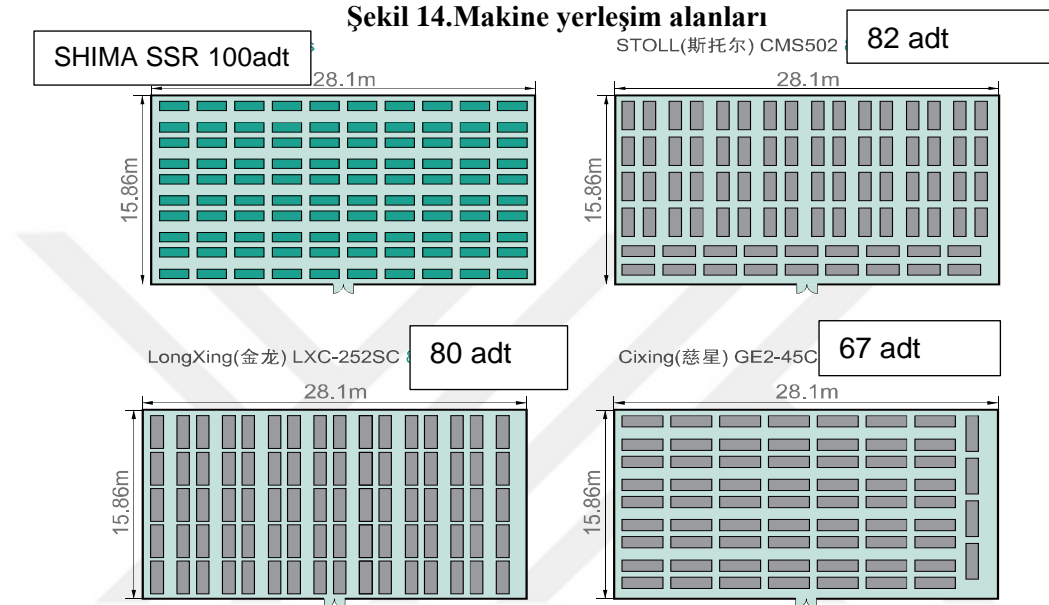 Şekil 14.Makine yerleşim alanları
SHIMA SSR 100adt
28.1m
15.86m
STOLL(斯托尔) CMS502
82 adt
28.1m
15.86m
LongXing(金龙) LXC-252SC
80 adt
28.1m
15.86m
Cixing(慈星) GE2-45C
67 adt
28.1m
15.86m